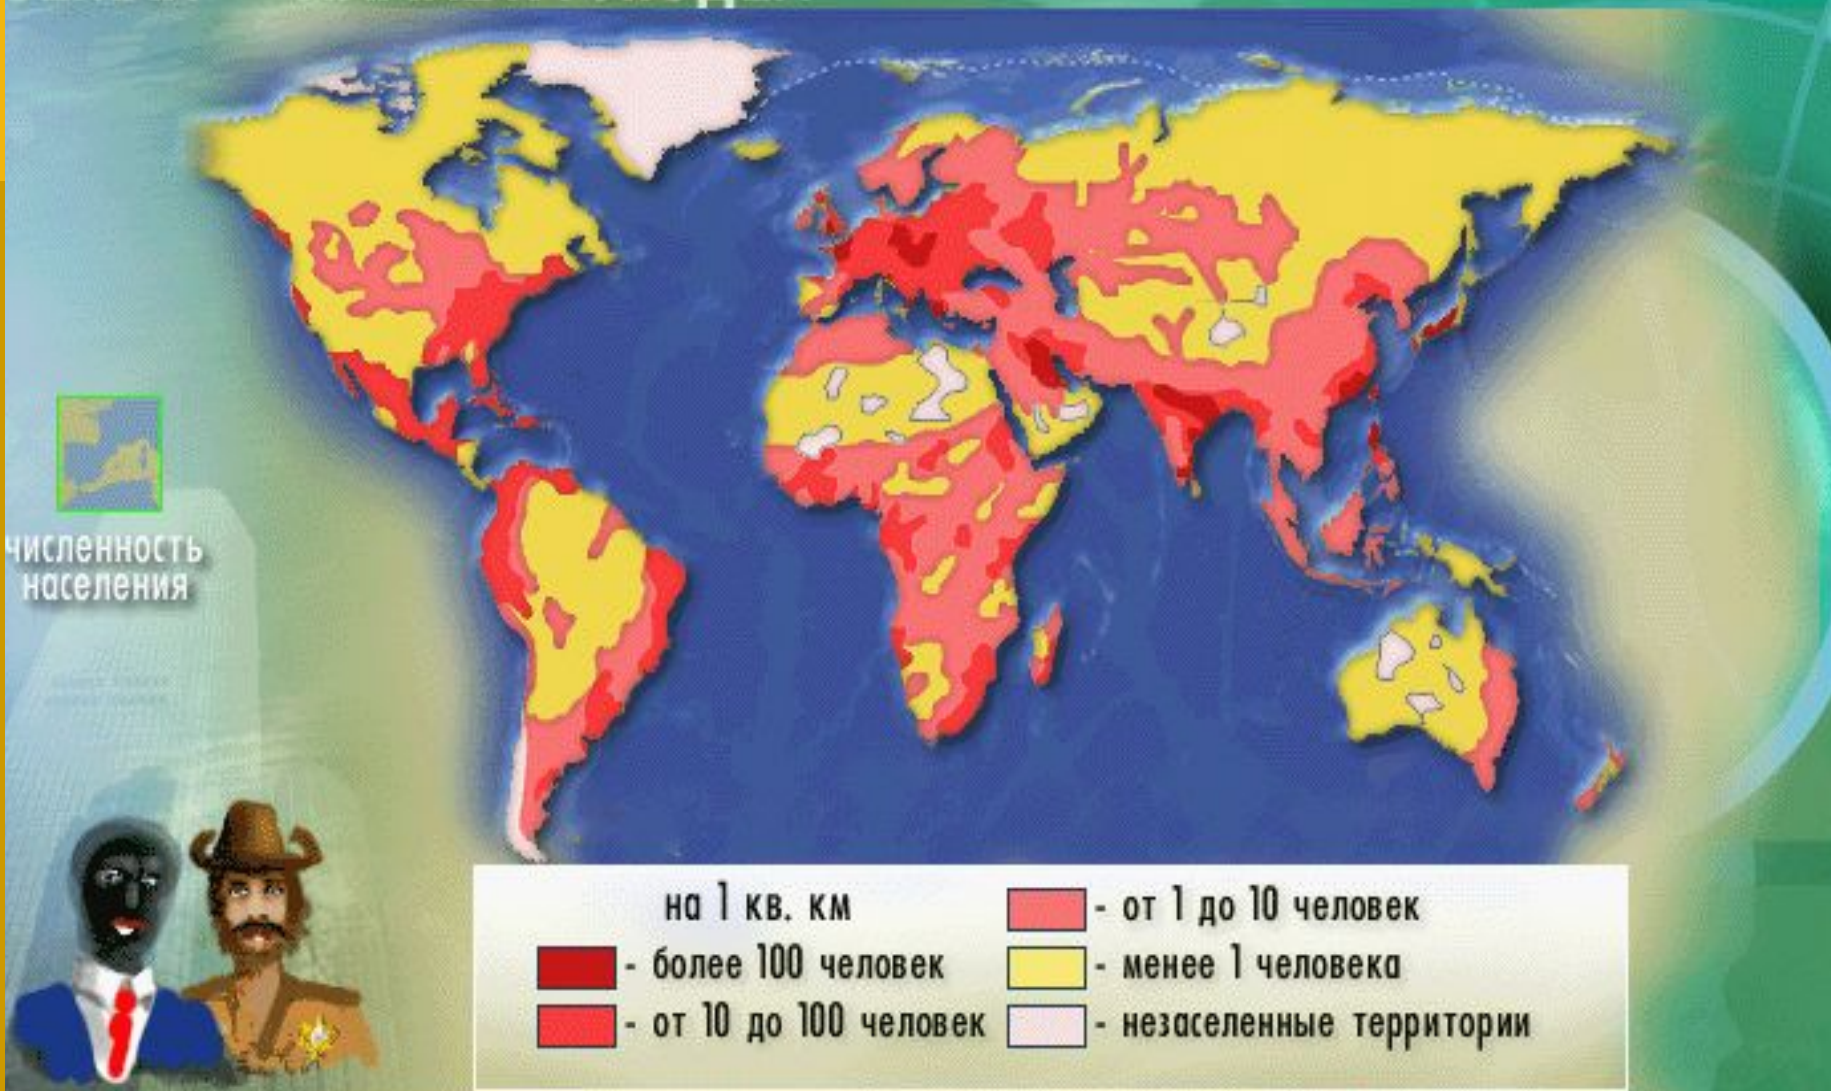 численность
населения
на 1 кв. км
- более 100 человек
- от 10 до 100 человек
- от 1 до 10 человек
- менее 1 человека
- незаселенные территории